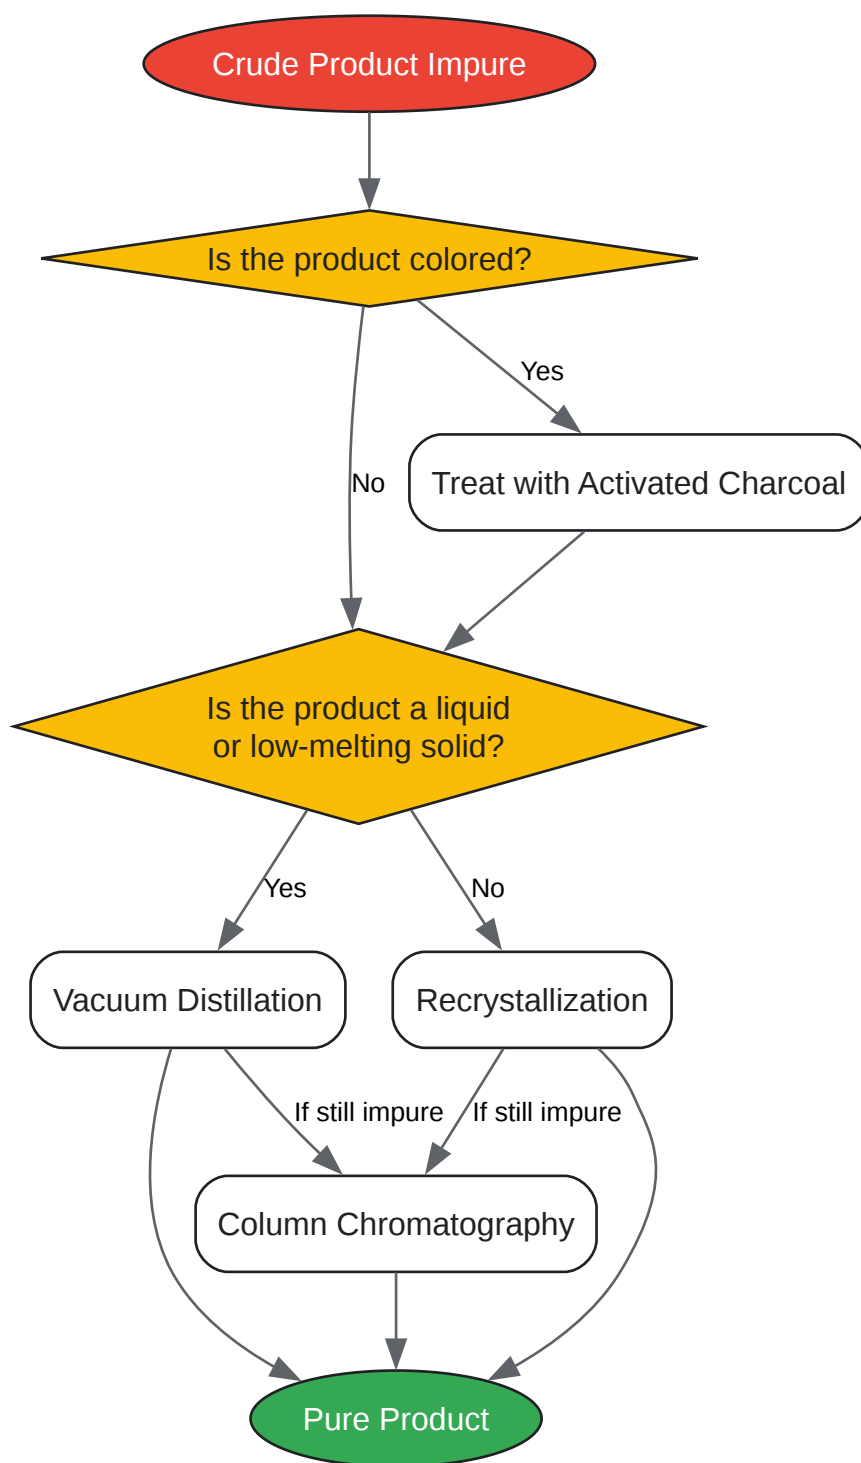 Crude Product Impure
Is the product colored?
Yes
No
Treat with Activated Charcoal
Is the product a liquid
or low-melting solid?
Yes
No
Vacuum Distillation
Recrystallization
If still impure
If still impure
Column Chromatography
Pure Product